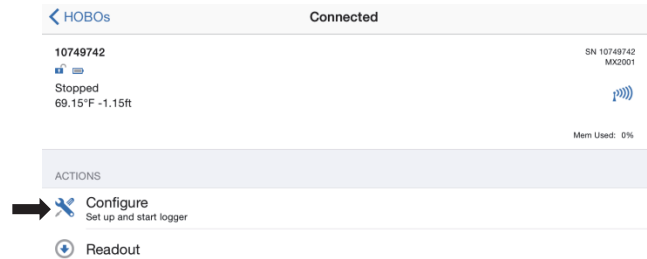 HOBOs
Connected
10749742
SN 10749742
MX2001
Stopped
69.15°F -1.15ft
Mem Used: 0%
ACTIONS
Configure
Set up and start logger
Readout